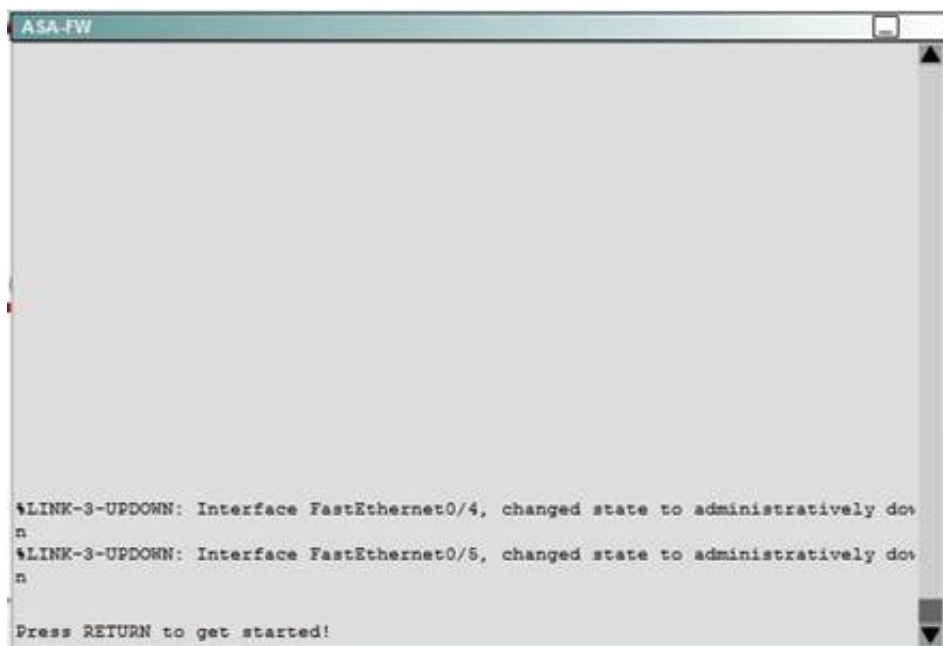 ASA-FW
%LINK-3-UPDOWN: Interface FastEthernet0/4, changed state to administratively dow
n
%LINK-3-UPDOWN: Interface FastEthernet0/5, changed state to administratively dow
n
Press RETURN to get started!